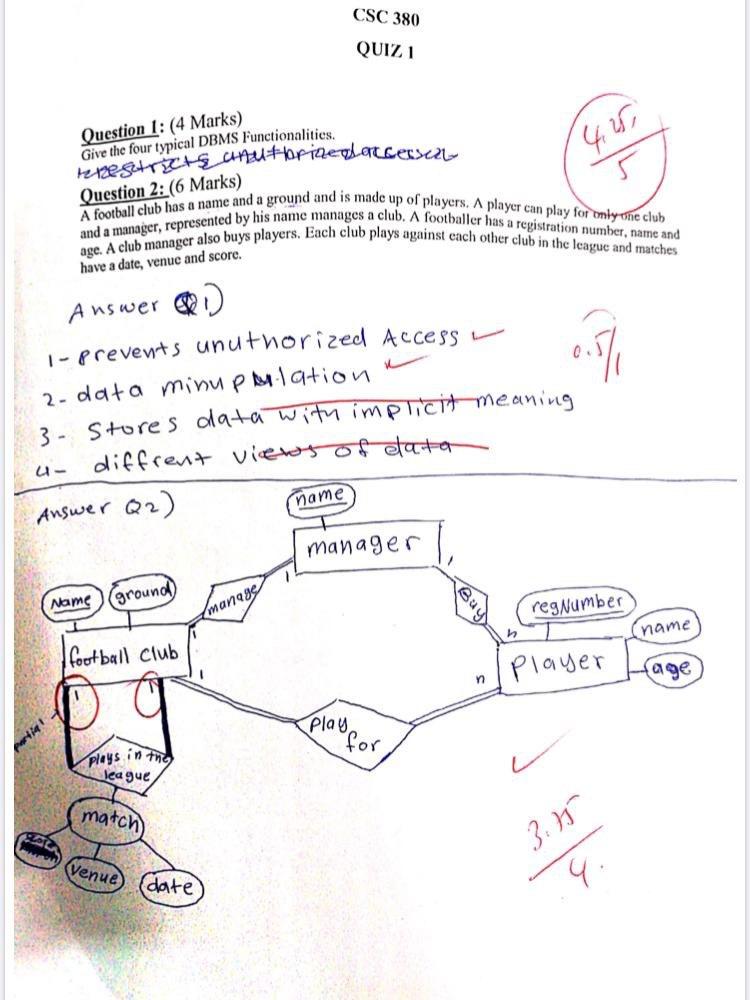 CSC 380
QUIZ 1
4.25
5
Question 1: (4 Marks)
Give the four typical DBMS Functionalities.
Question 2: (6 Marks)
A football club has a name and a ground and is made up of players. A player can play for only one club
and a manager, represented by his name manages a club. A footballer has a registration number, name and
age. A club manager also buys players. Each club plays against each other club in the league and matches
have a date, venue and score.
Answer Q1)
1- prevents unuthorized Access
0.5/1
2- data minupulation
3- Stores data with implicit meaning
4- diffrent views of data
Answer Q2)
name
manager
1
1
Name
ground
manage
Buy
regNumber
name
1
football club
n
player
age
1
n
1
1
partial
play for
plays in the
league
match
3.75
4
venue
date